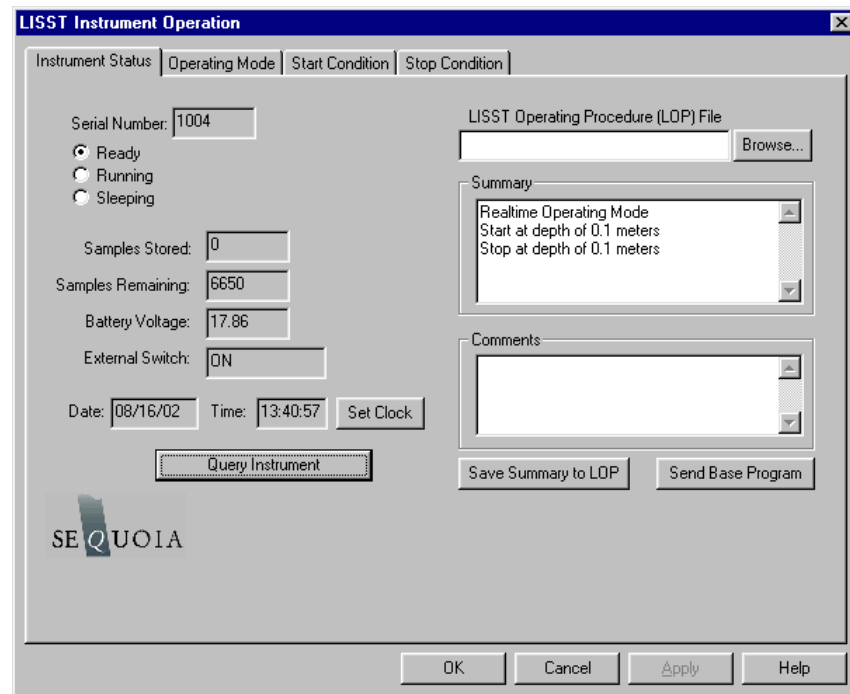 LISST Instrument Operation
Instrument Status Operating Mode Start Condition Stop Condition
Serial Number: 1004
Ready
Running
Sleeping
Samples Stored: 0
Samples Remaining: 6650
Battery Voltage: 17.86
External Switch: ON
Date: 08/16/02 Time: 13:40:57 Set Clock
Query Instrument
SEQUOIA
LISST Operating Procedure (LOP) File
Browse...
Summary
Realtime Operating Mode
Start at depth of 0.1 meters
Stop at depth of 0.1 meters
Comments
Save Summary to LOP Send Base Program
OK Cancel Apply Help